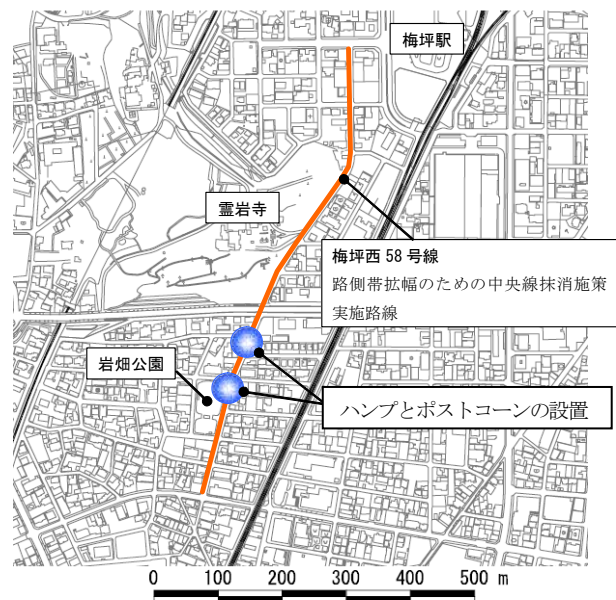 梅坪駅
霊岩寺
梅坪西 58 号線
路側帯拡幅のための中央線抹消施策
実施路線
岩畑公園
ハンプとポストコーンの設置
0 100 200 300 400 500 m